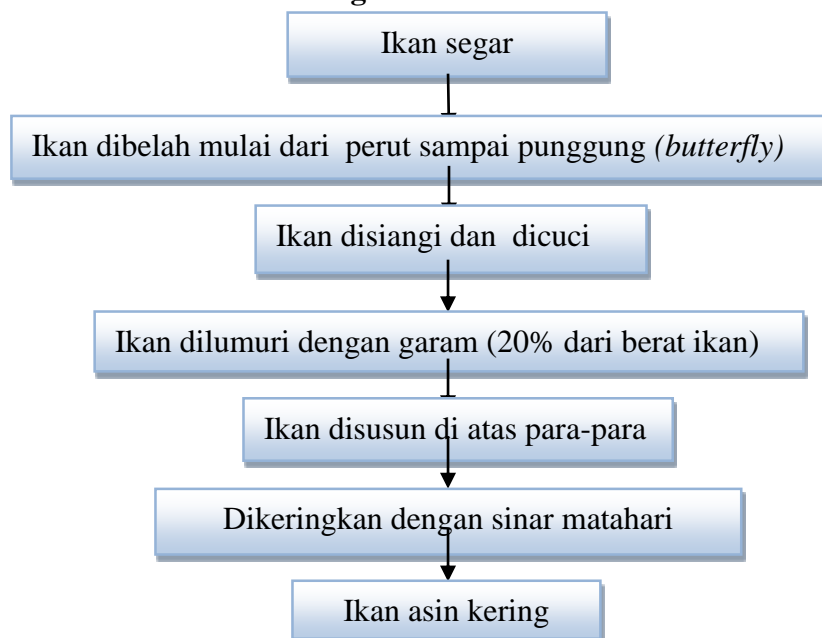 Ikan segar
Ikan dibelah mulai dari perut sampai punggung (butterfly)
Ikan disiangi dan dicuci
Ikan dilumuri dengan garam (20% dari berat ikan)
Ikan disusun di atas para-para
Dikeringkan dengan sinar matahari
Ikan asin kering